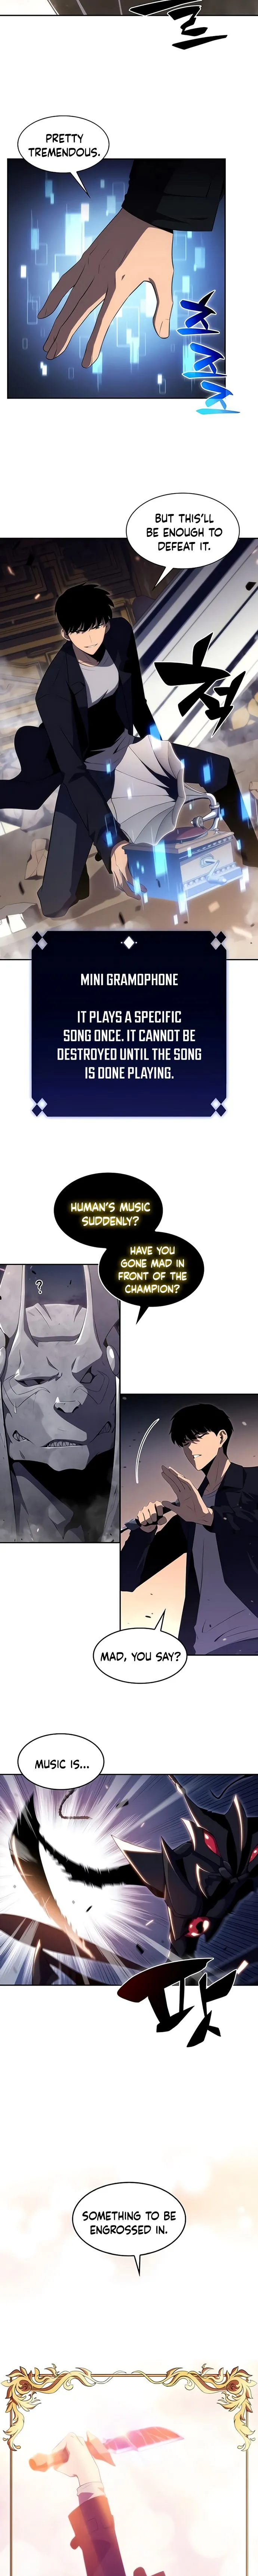 PRETTY
TREMENDOUS.
BUT THIS'LL
BE ENOUGH TO
DEFEAT IT.
척
MINI GRAMOPHONE
IT PLAYS A SPECIFIC
SONG ONCE. IT CANNOT BE
DESTROYED UNTIL THE SONG
IS DONE PLAYING.
HUMAN'S MUSIC
SUDDENLY?
HAVE YOU
GONE MAD IN
FRONT OF THE
CHAMPION?
?
MAD, YOU SAY?
MUSIC IS...
팟
SOMETHING TO BE
ENGROSSED IN.